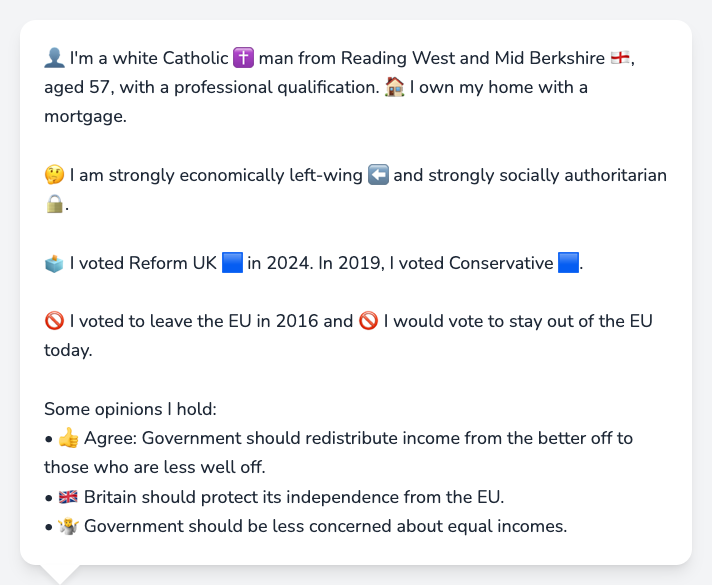 👤 I'm a white Catholic ✝️ man from Reading West and Mid Berkshire 🏴󠁧󠁢󠁥󠁮󠁧󠁿,
aged 57, with a professional qualification. 🏠 I own my home with a
mortgage.
🤔 I am strongly economically left-wing ⬅️ and strongly socially authoritarian
🔒.
🗳️ I voted Reform UK 🟦 in 2024. In 2019, I voted Conservative 🟦.
🚫 I voted to leave the EU in 2016 and 🚫 I would vote to stay out of the EU
today.
Some opinions I hold:
• 👍 Agree: Government should redistribute income from the better off to
those who are less well off.
• 🇬🇧 Britain should protect its independence from the EU.
• 🤷 Government should be less concerned about equal incomes.